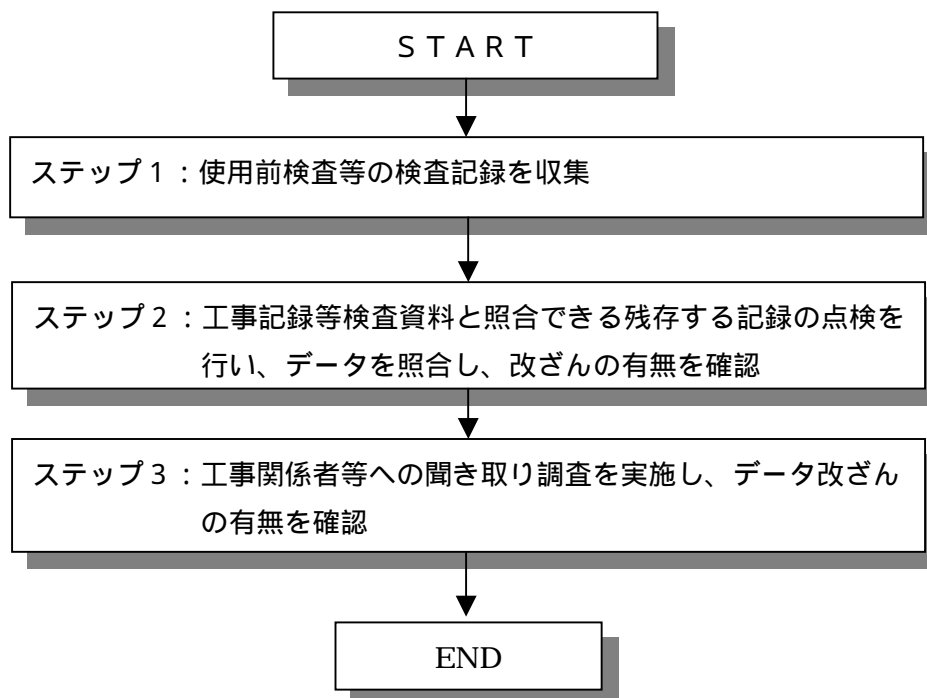 ＳＴＡＲＴ
ステップ１：使用前検査等の検査記録を収集
ステップ２：工事記録等検査資料と照合できる残存する記録の点検を
行い、データを照合し、改ざんの有無を確認
ステップ３：工事関係者等への聞き取り調査を実施し、データ改ざん
の有無を確認
END